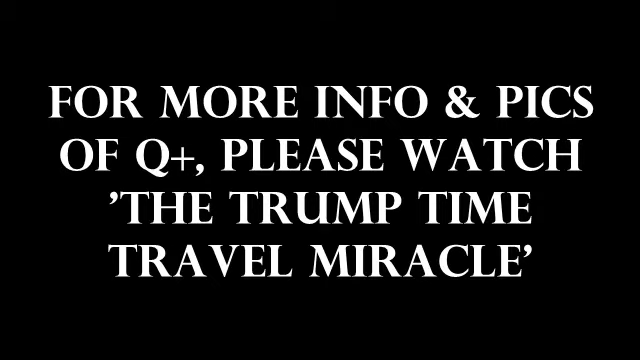 FOR MORE INFO & PICS
OF Q+, PLEASE WATCH
'THE TRUMP TIME
TRAVEL MIRACLE'